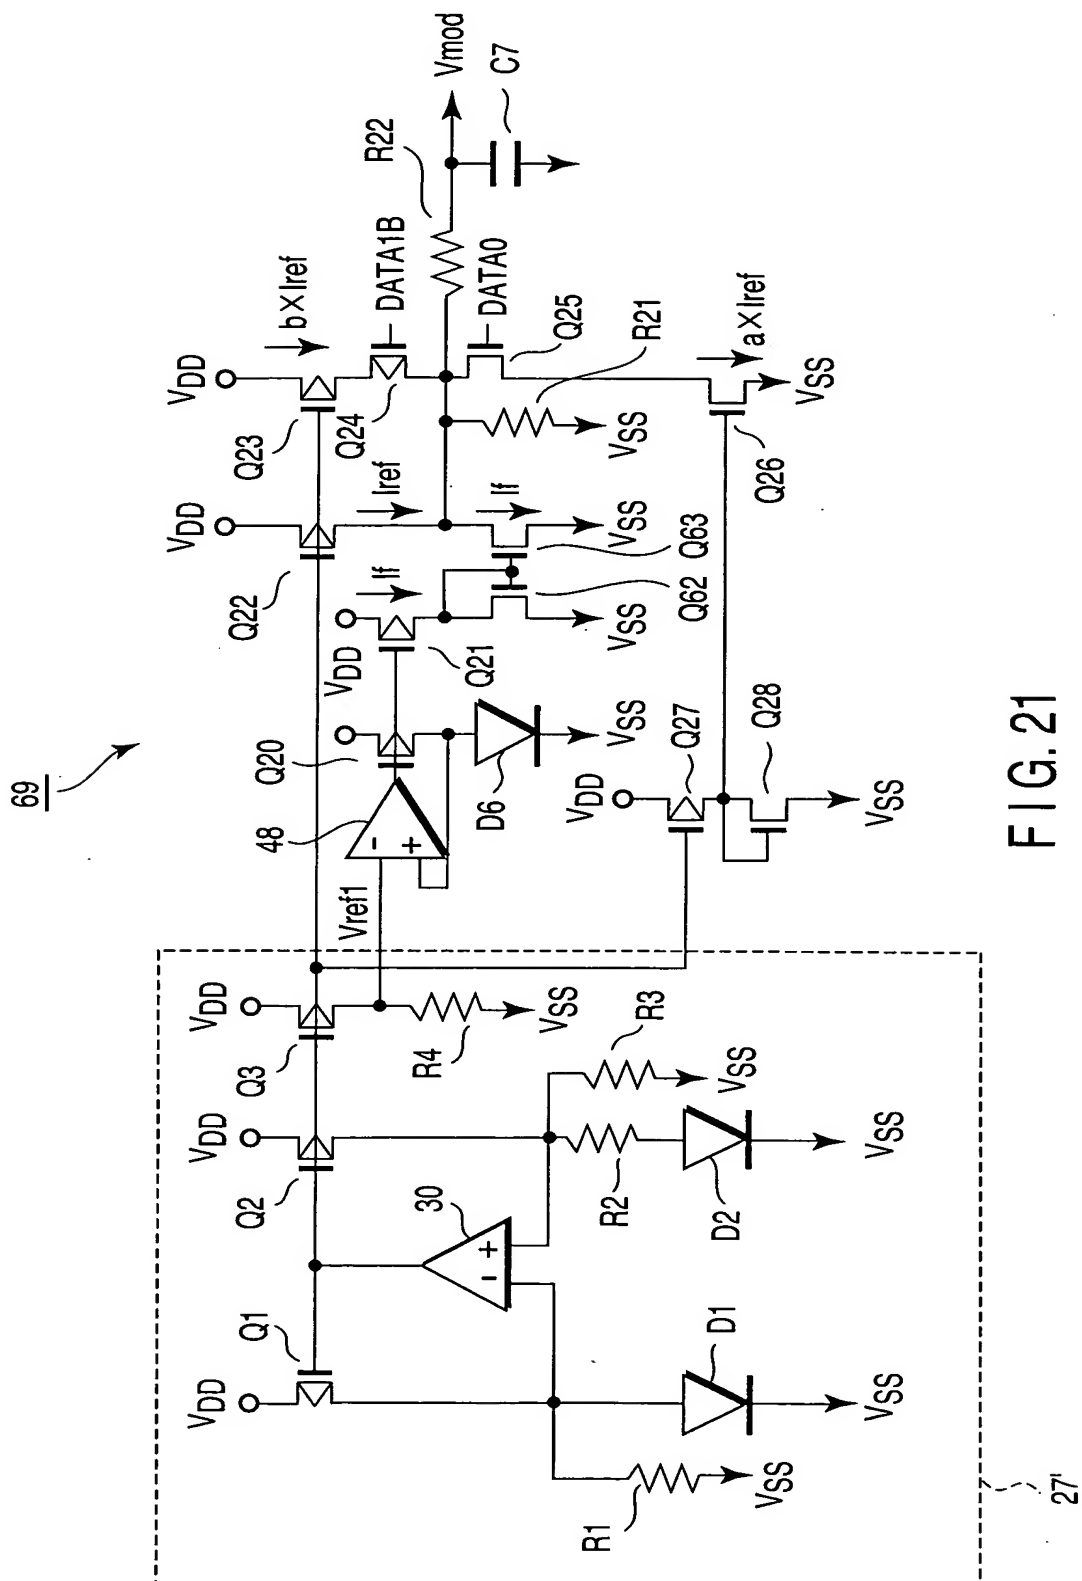 69
VDD
Q1
VDD
Q2
VDD
Q3
Vref1
48
Q20
VDD
Q21
If
Q22
VDD
Iref
Q23
VDD
b×Iref
Q24
DATA1B
R22
Vmod
C7
DATA0
Q25
R21
VSS
a×Iref
VSS
Q26
If
VSS
Q63
Q62
VSS
D6
VSS
VDD
Q27
Q28
VSS
30
-
+
-
+
R4
VSS
R3
VSS
R2
D2
VSS
D1
VSS
R1
VSS
27'
FIG. 21